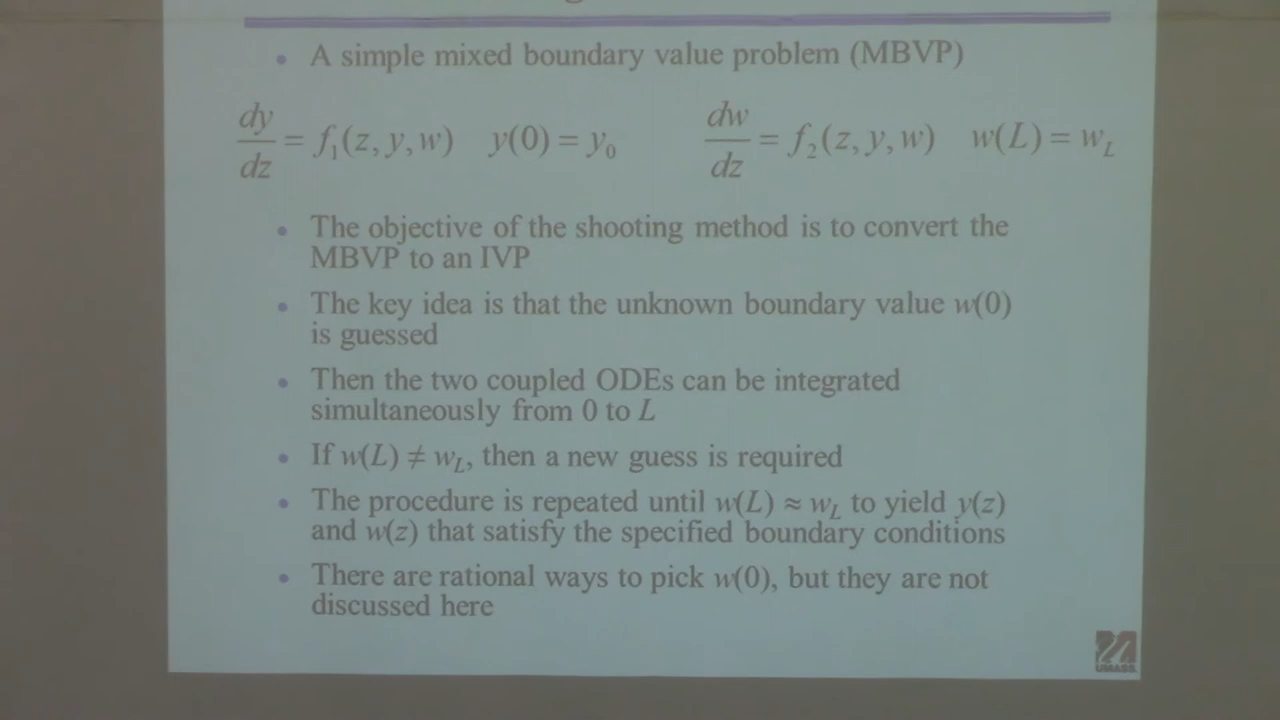 • A simple mixed boundary value problem (MBVP)
dy/dz = f₁(z, y, w)   y(0) = y₀   dw/dz = f₂(z, y, w)   w(L) = w_L
• The objective of the shooting method is to convert the
MBVP to an IVP
• The key idea is that the unknown boundary value w(0)
is guessed
• Then the two coupled ODEs can be integrated
simultaneously from 0 to L
• If w(L) ≠ w_L, then a new guess is required
• The procedure is repeated until w(L) ≈ w_L to yield y(z)
and w(z) that satisfy the specified boundary conditions
• There are rational ways to pick w(0), but they are not
discussed here
UMASS